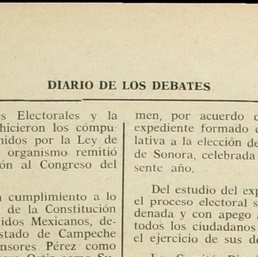 DIARIO DE LOS DEBATES
es Electorales y la
hicieron los cómpu-
nidos por la Ley de
organismo remitió
ón al Congreso del
n cumplimiento a lo
de la Constitución
idos Mexicanos, de-
stado de Campeche
nsores Pérez como
men, por acuerdo d
expediente formado c
lativa a la elección de
de Sonora, celebrada
sente año.
Del estudio del exp
el proceso electoral s
denada y con apego
todos los ciudadanos
el ejercicio de sus de